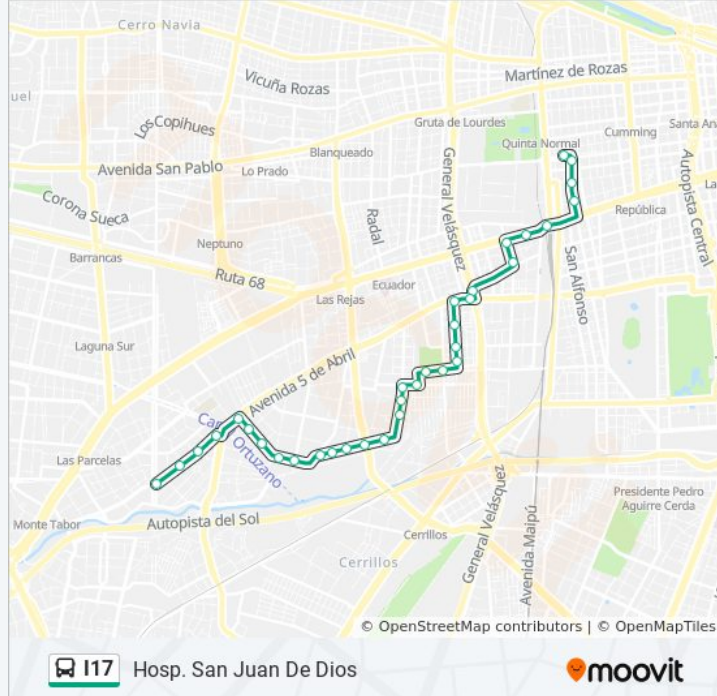 Cerro Navia
Vicuña Rozas
Martínez de Rozas
uel
Los Copihues
Gruta de Lourdes
Santa An
Cumming
Quinta Normal
Blanqueado
Avenida San Pablo
Lo Prado
General Velásquez
Autopista Central
La
Corona Sueca
Radal
República
Neptuno
Barrancas
San Alfonso
Ruta 68
Ecuador
Las Rejas
Laguna Sur
Avenida 5 de Abril
Ortuzano
Las Parcelas
General Velásquez
Presidente Pedro
Aguirre Cerda
Monte Tabor
Autopista del Sol
Avenida Maipú
Cerrillos
Cerrillos
© OpenStreetMap contributors | © OpenMapTiles
I17 Hosp. San Juan De Dios
moovit